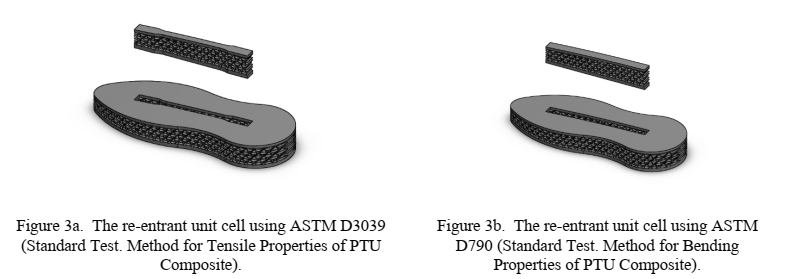 Figure 3a.  The re-entrant unit cell using ASTM D3039
(Standard Test. Method for Tensile Properties of PTU
Composite).
Figure 3b.  The re-entrant unit cell using ASTM
D790 (Standard Test. Method for Bending
Properties of PTU Composite).